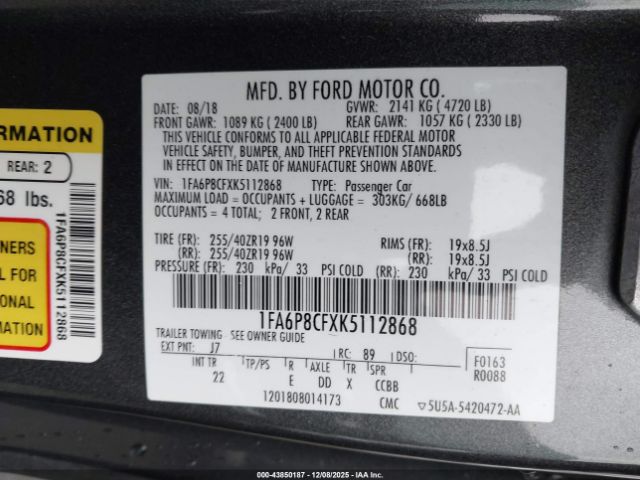 MFD. BY FORD MOTOR CO.
DATE: 08/18 GVWR: 2141 KG ( 4720 LB)
FRONT GAWR: 1089 KG ( 2400 LB) REAR GAWR: 1057 KG ( 2330 LB)
THIS VEHICLE CONFORMS TO ALL APPLICABLE FEDERAL MOTOR
VEHICLE SAFETY, BUMPER, AND THEFT PREVENTION STANDARDS
IN EFFECT ON THE DATE OF MANUFACTURE SHOWN ABOVE.
VIN: 1FA6P8CFXK5112868 TYPE: Passenger Car
MAXIMUM LOAD = OCCUPANTS + LUGGAGE = 303KG/ 668LB
OCCUPANTS = 4 TOTAL; 2 FRONT, 2 REAR
TIRE (FR): 255/40ZR19 96W RIMS (FR): 19x8.5J
(RR): 255/40ZR19 96W (RR): 19x8.5J
PRESSURE (FR): 230 kPa/ 33 PSI COLD (RR): 230 kPa/ 33 PSI COLD
1FA6P8CFXK5112868
TRAILER TOWING - SEE OWNER GUIDE
EXT PNT: J7 RC: 89 DSO: F0163
INT TR TP/PS R AXLE TR SPR R0088
22 E DD X CCBB
1201808014173 CMC 5U5A-5420472-AA
ORMATION
REAR: 2
68 lbs.
1FA6P8CFXK5112868
WNERS
L FOR
IONAL
MATION
000-43850187 - 12/08/2025 - IAA Inc.